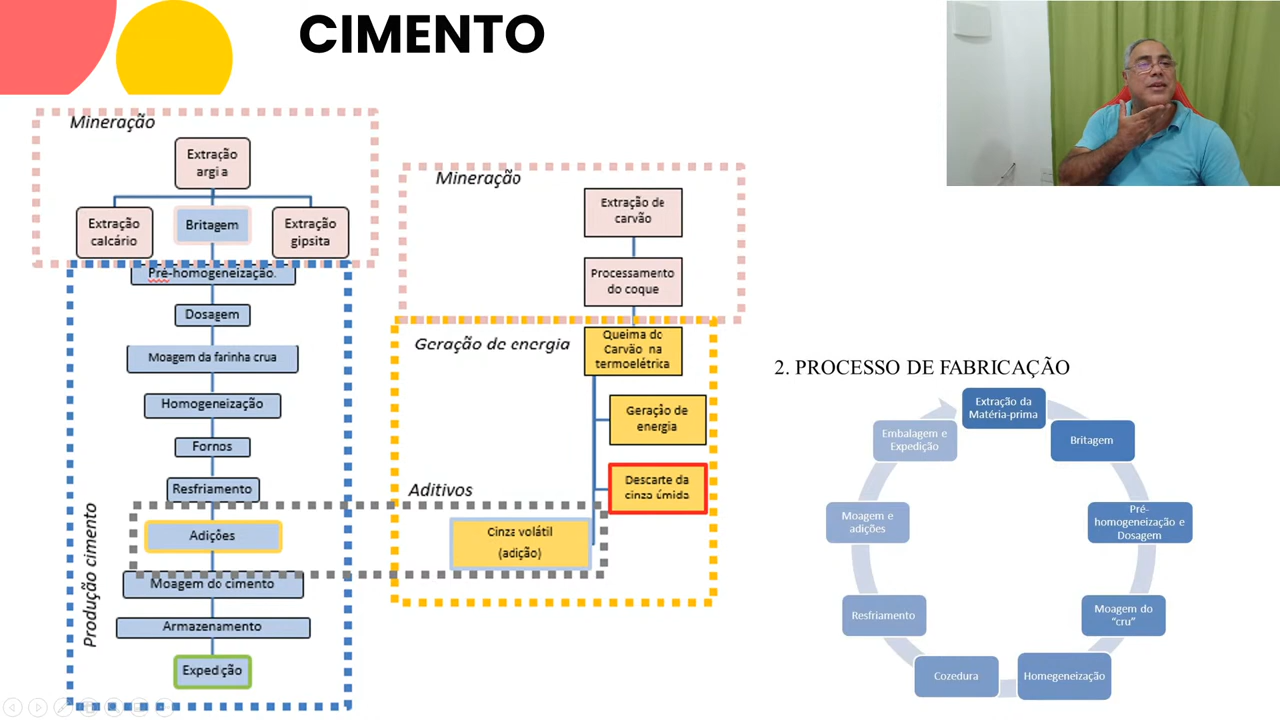 CIMENTO
Mineração
Extração
argi a
Extração
calcário
Britagem
Extração
gipsita
Pré-homogeneização.
Dosagem
Moagem da farinha crua
Homogeneização
Fornos
Resfriamento
Adições
Moagem do cimento
Armazenamento
Expedição
Produção cimento
Mineração
Extração de
carvão
Processamento
do coque
Geração de energia
Queima do
Carvão na
termoelétrica
Geração de
energia
Descarte da
cinza úmida
Aditivos
Cinza volátil
(adição)
2. PROCESSO DE FABRICAÇÃO
Extração da
Matéria-prima
Britagem
Pré-
homogeneização e
Dosagem
Moagem do
“cru”
Homegeneização
Cozedura
Resfriamento
Moagem e
adições
Embalagem e
Expedição